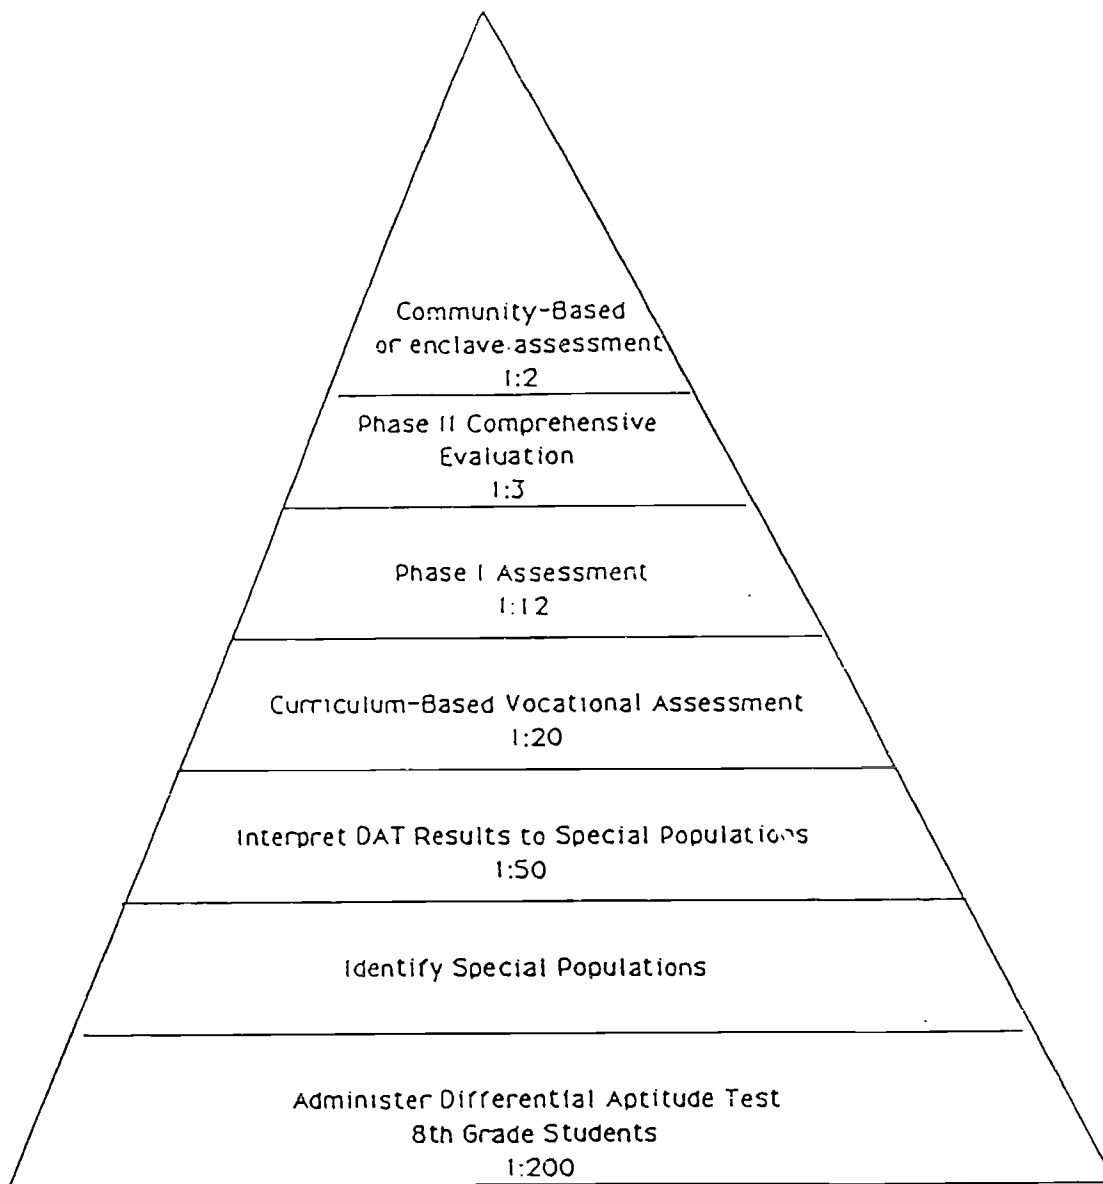 Community-Based
or enclave assessment
1:2
Phase II Comprehensive
Evaluation
1:3
Phase I Assessment
1:12
Curriculum-Based Vocational Assessment
1:20
Interpret DAT Results to Special Populations
1:50
Identify Special Populations
Administer Differential Aptitude Test
8th Grade Students
1:200